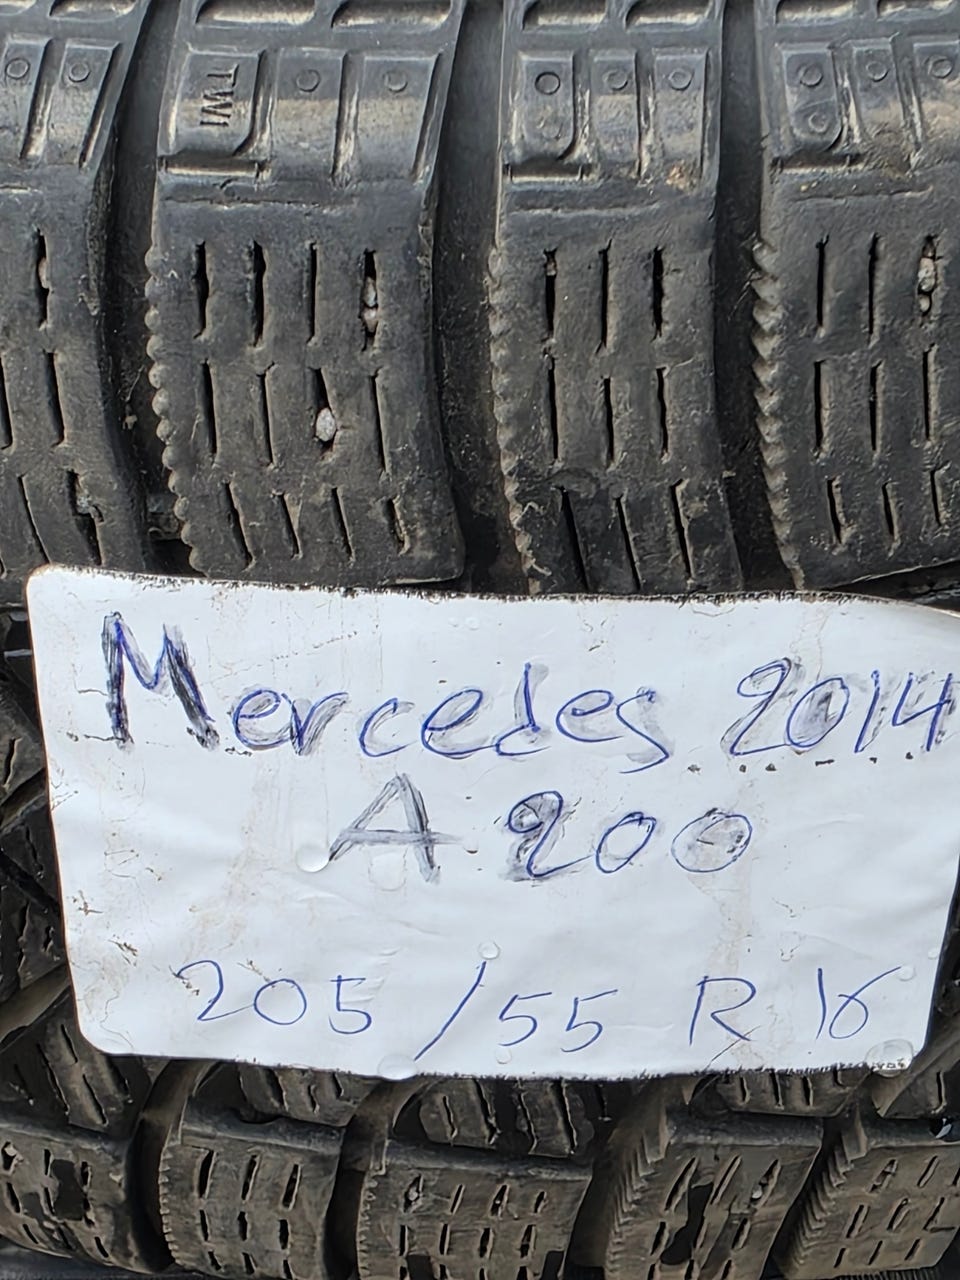 TWI
Mercedes 2014
A 200
205 / 55 R 16